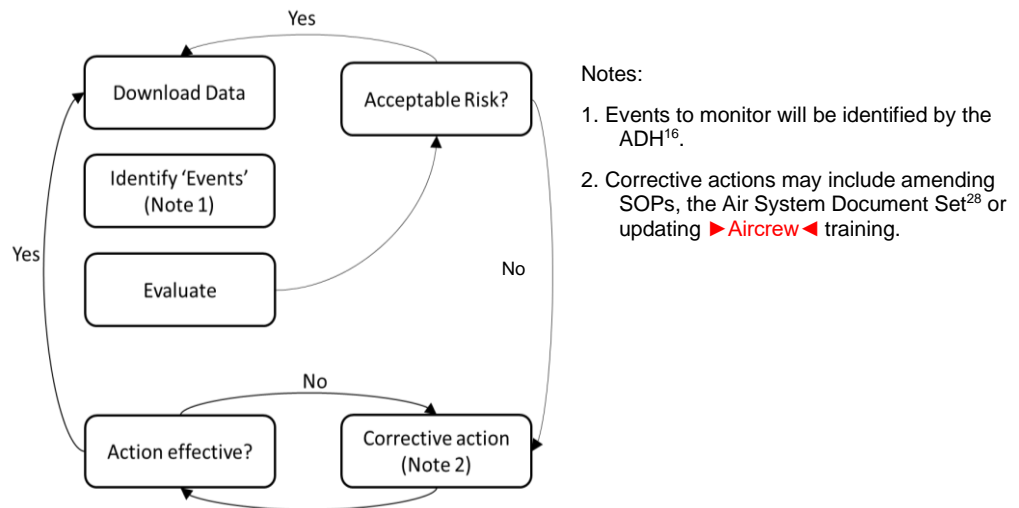 Yes
Download Data
Acceptable Risk?
Identify ‘Events’
(Note 1)
Yes
Evaluate
No
No
Action effective?
Corrective action
(Note 2)
Notes:
1. Events to monitor will be identified by the
ADH16.
2. Corrective actions may include amending
SOPs, the Air System Document Set28 or
updating ►Aircrew◄ training.